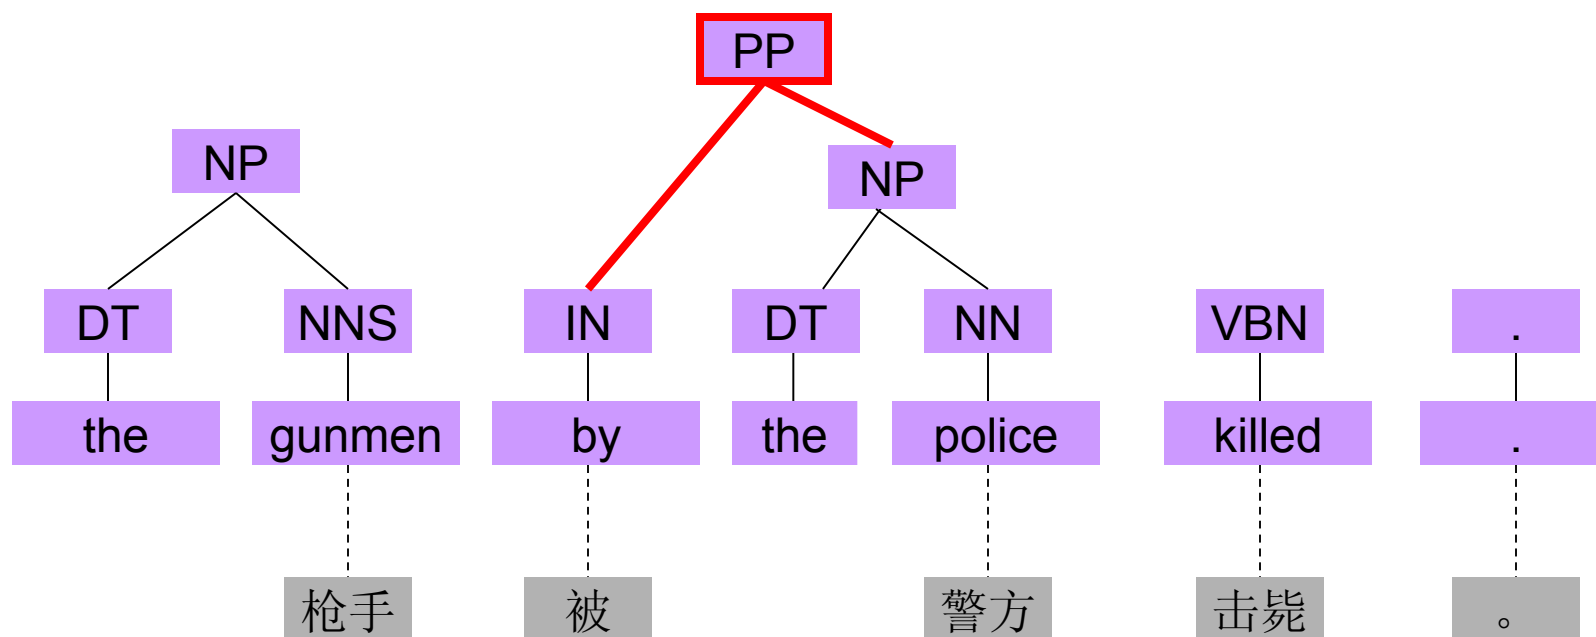 PP
NP
NP
DT NNS IN DT NN VBN .
the gunmen by the police killed .
枪手 被 警方 击毙 。